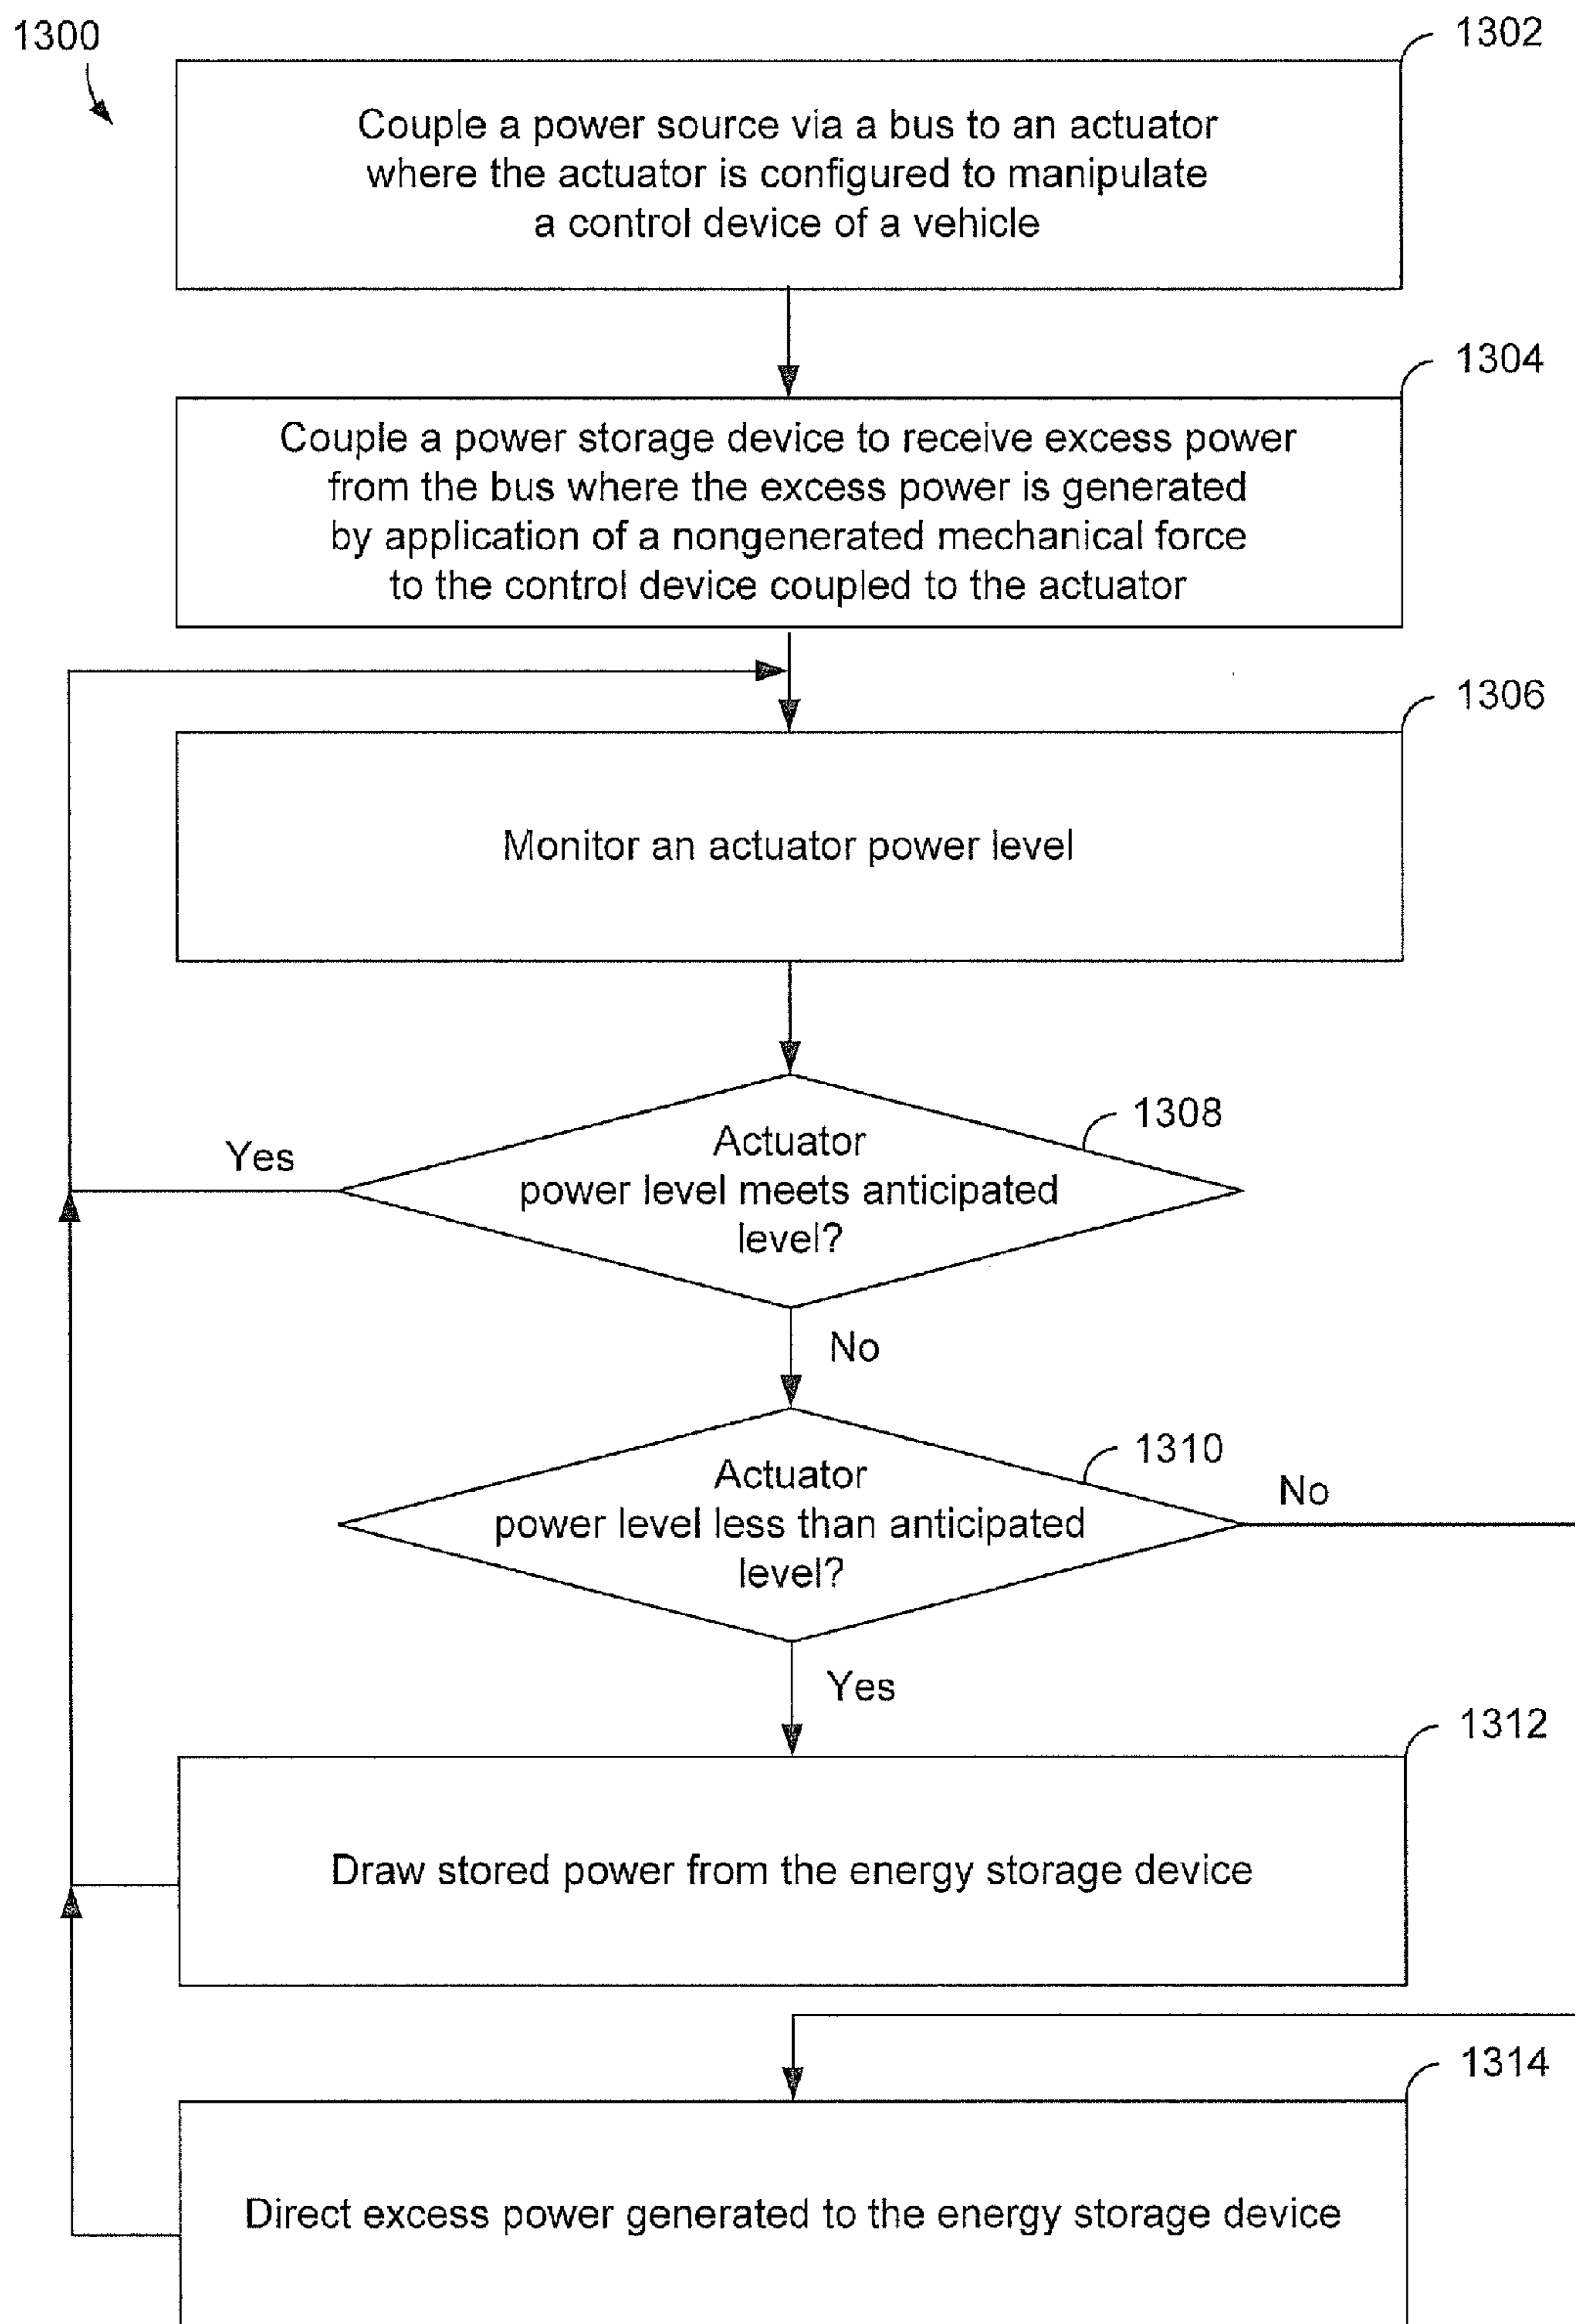 1300
1302
Couple a power source via a bus to an actuator
where the actuator is configured to manipulate
a control device of a vehicle
1304
Couple a power storage device to receive excess power
from the bus where the excess power is generated
by application of a nongenerated mechanical force
to the control device coupled to the actuator
1306
Monitor an actuator power level
1308
Yes
Actuator
power level meets anticipated
level?
No
1310
Actuator
power level less than anticipated
level?
No
Yes
1312
Draw stored power from the energy storage device
1314
Direct excess power generated to the energy storage device